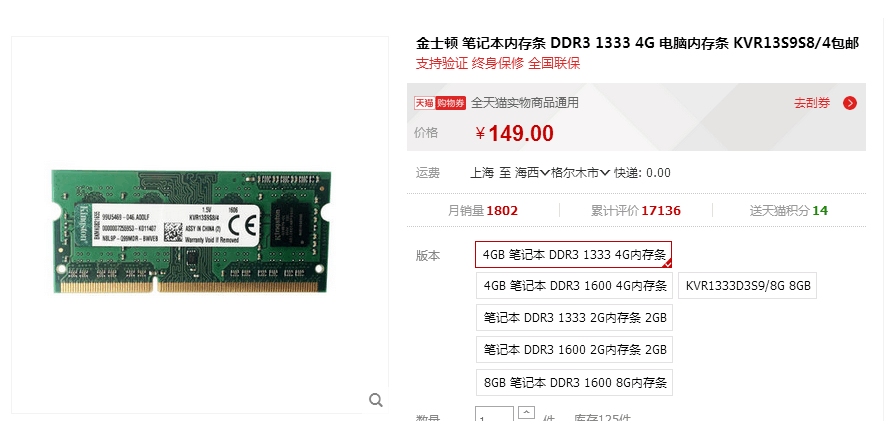 金士顿 笔记本内存条 DDR3 1333 4G 电脑内存条 KVR13S9S8/4包邮
支持验证 终身保修 全国联保
天猫 购物券 全天猫实物商品通用 去刮券
价格 ¥149.00
运费 上海 至 海西 格尔木市 快递: 0.00
月销量 1802 累计评价 17136 送天猫积分 14
版本 4GB 笔记本 DDR3 1333 4G内存条
4GB 笔记本 DDR3 1600 4G内存条 KVR1333D3S9/8G 8GB
笔记本 DDR3 1333 2G内存条 2GB
笔记本 DDR3 1600 2G内存条 2GB
8GB 笔记本 DDR3 1600 8G内存条
数量 1 件 库存125件
Kingston
1.5V 1606
99U5469-046.A00LF KVR13S9S8/4
ASSY IN CHINA (2)
Warranty Void If Removed
CE